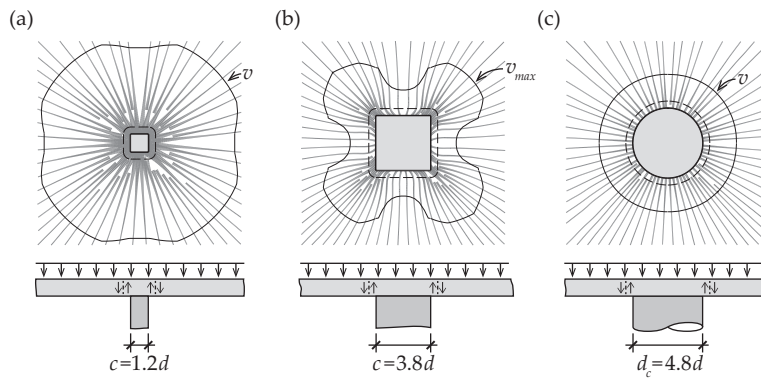 (a)
(b)
(c)
v
v_max
v
c=1.2d
c=3.8d
d_c=4.8d